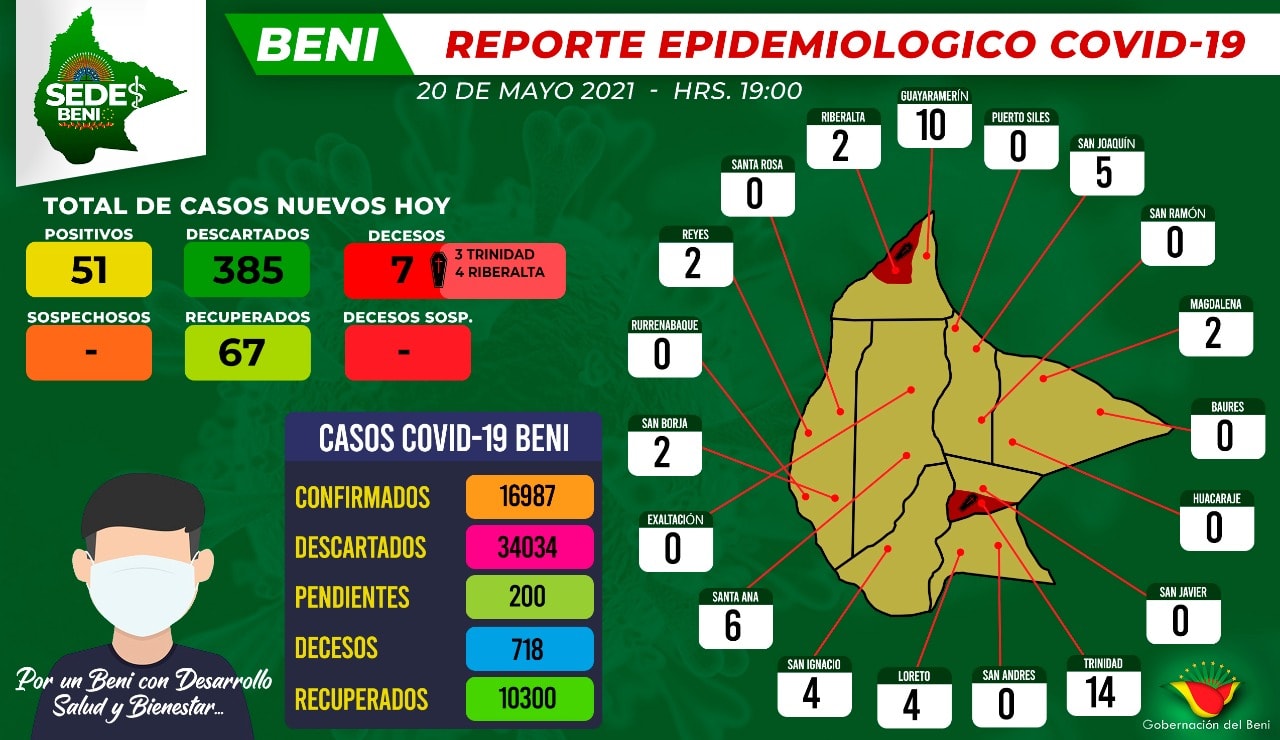 SEDES
BENI
BENI
REPORTE EPIDEMIOLOGICO COVID-19
20 DE MAYO 2021 - HRS. 19:00
TOTAL DE CASOS NUEVOS HOY
POSITIVOS
51
DESCARTADOS
385
DECESOS
7
3 TRINIDAD
4 RIBERALTA
SOSPECHOSOS
-
RECUPERADOS
67
DECESOS SOSP.
-
CASOS COVID-19 BENI
CONFIRMADOS 16987
DESCARTADOS 34034
PENDIENTES 200
DECESOS 718
RECUPERADOS 10300
Por un Beni con Desarrollo
Salud y Bienestar...
GUAYARAMERÍN
10
RIBERALTA
2
PUERTO SILES
0
SAN JOAQUÍN
5
SANTA ROSA
0
SAN RAMÓN
0
REYES
2
MAGDALENA
2
RURRENABAQUE
0
BAURES
0
SAN BORJA
2
HUACARAJE
0
EXALTACIÓN
0
SAN JAVIER
0
SANTA ANA
6
SAN IGNACIO
4
LORETO
4
SAN ANDRES
0
TRINIDAD
14
Gobernación del Beni